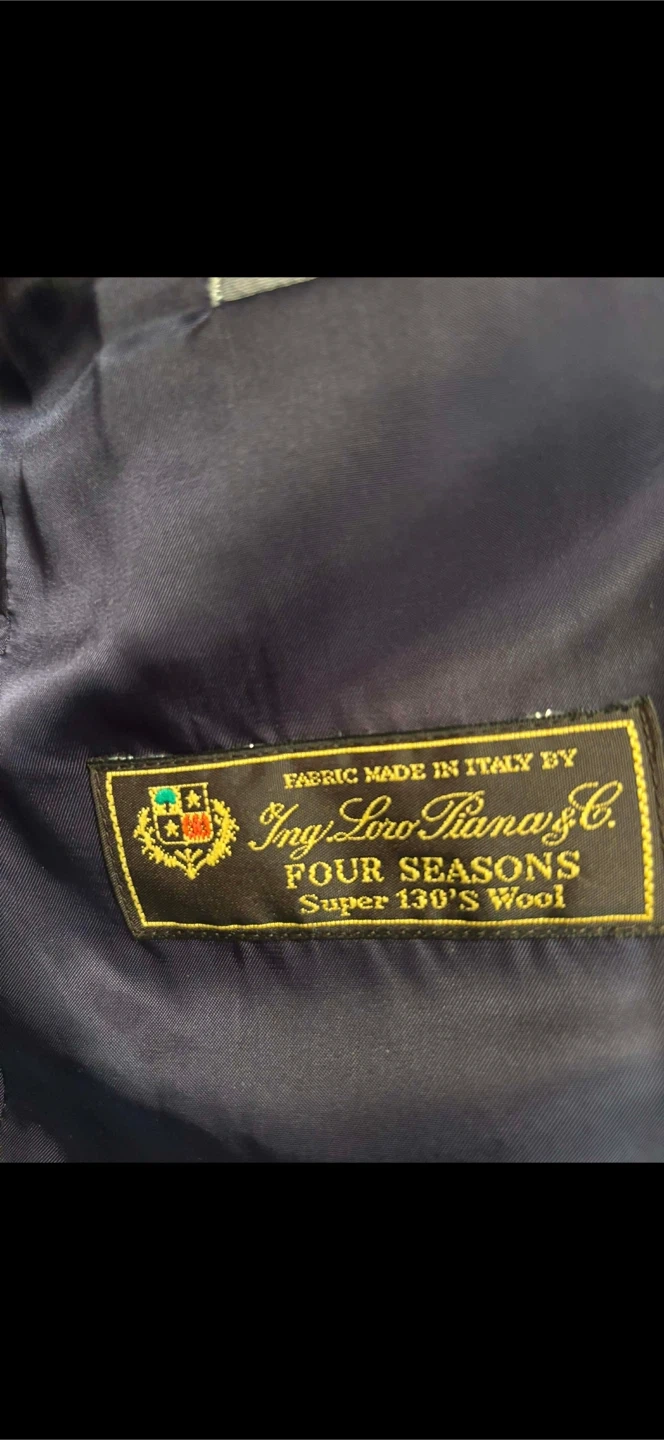 FABRIC MADE IN ITALY BY
Ing. Loro Piana & C.
FOUR SEASONS
Super 130'S Wool